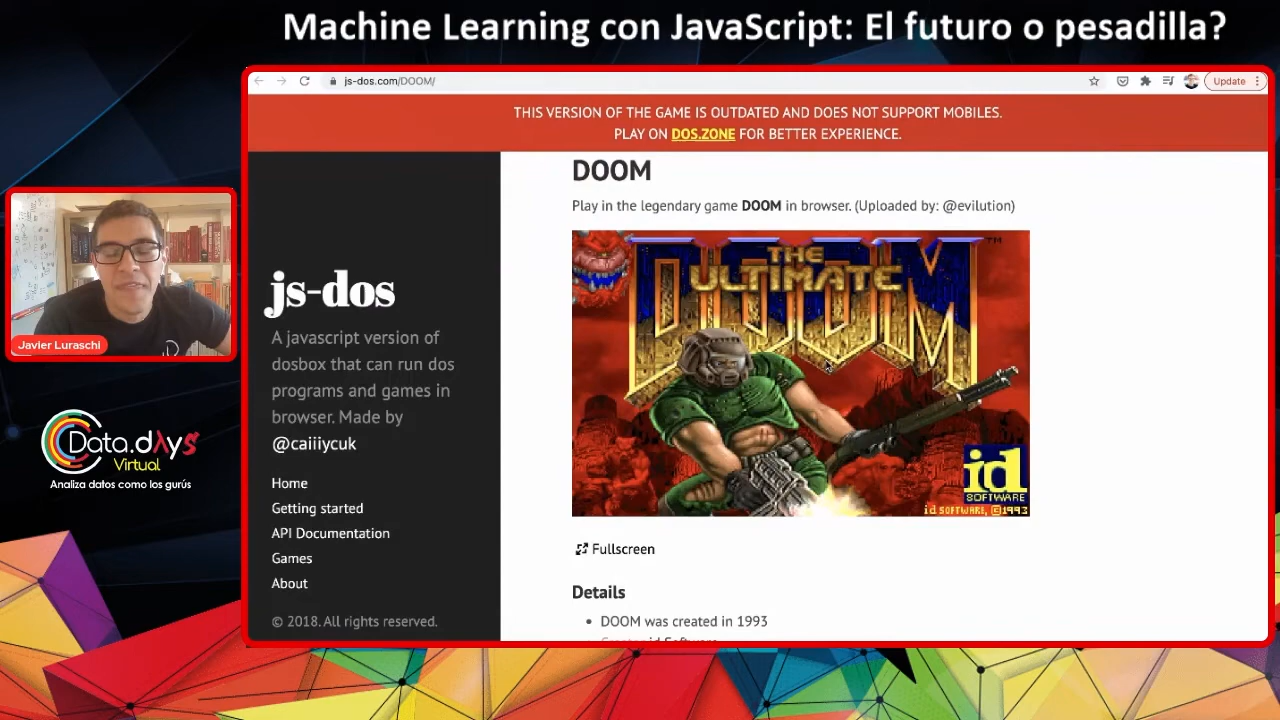 Machine Learning con JavaScript: El futuro o pesadilla?
js-dos.com/DOOM/
Update
THIS VERSION OF THE GAME IS OUTDATED AND DOES NOT SUPPORT MOBILES.
PLAY ON DOS.ZONE FOR BETTER EXPERIENCE.
DOOM
Play in the legendary game DOOM in browser. (Uploaded by: @evilution)
THE
ULTIMATE
DOOM
TM
id
SOFTWARE
id SOFTWARE, ©1993
js-dos
A javascript version of
dosbox that can run dos
programs and games in
browser. Made by
@caiiiycuk
Home
Getting started
API Documentation
Games
About
© 2018. All rights reserved.
Fullscreen
Details
• DOOM was created in 1993
Javier Luraschi
Data.dAys
Virtual
Analiza datos como los gurús